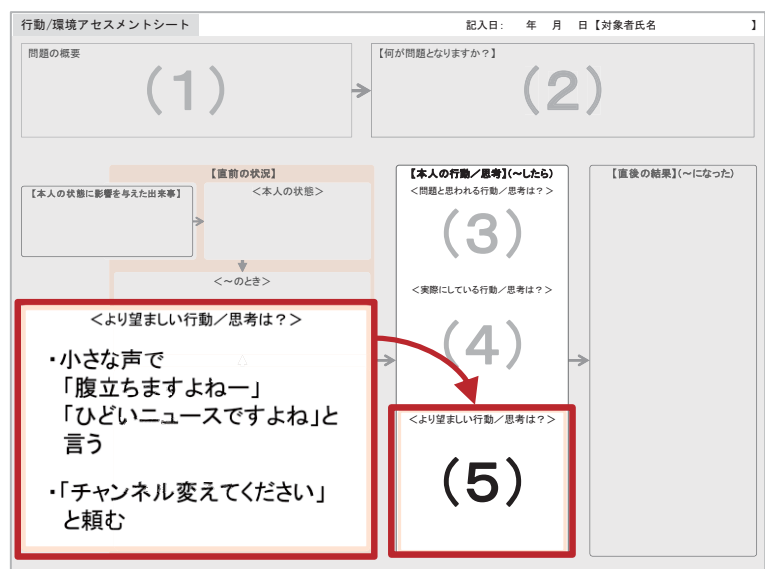 行動/環境アセスメントシート
記入日: 年 月 日【対象者氏名 】
問題の概要
(1)
【何が問題となりますか？】
(2)
【直前の状況】
【本人の状態に影響を与えた出来事】
＜本人の状態＞
＜～のとき＞
【本人の行動／思考】(～したら)
＜問題と思われる行動／思考は？＞
(3)
＜実際にしている行動／思考は？＞
(4)
＜より望ましい行動／思考は？＞
(5)
【直後の結果】(～になった)
＜より望ましい行動／思考は？＞
・小さな声で
「腹立ちますよねー」
「ひどいニュースですよね」と
言う
・「チャンネル変えてください」
と頼む